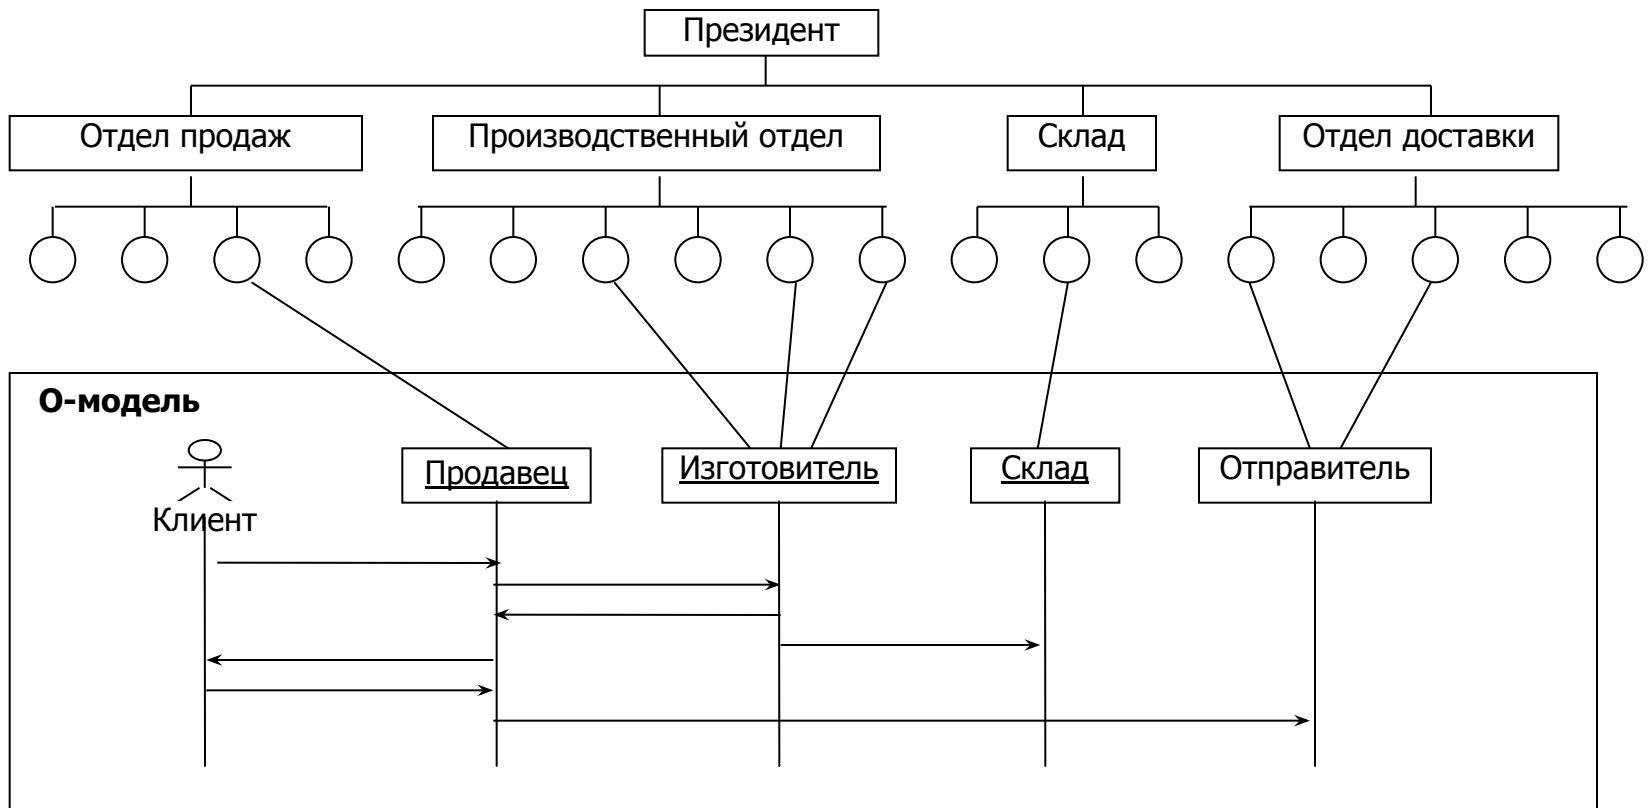 Президент
Отдел продаж
Производственный отдел
Склад
Отдел доставки
О-модель
Клиент
Продавец
Изготовитель
Склад
Отправитель